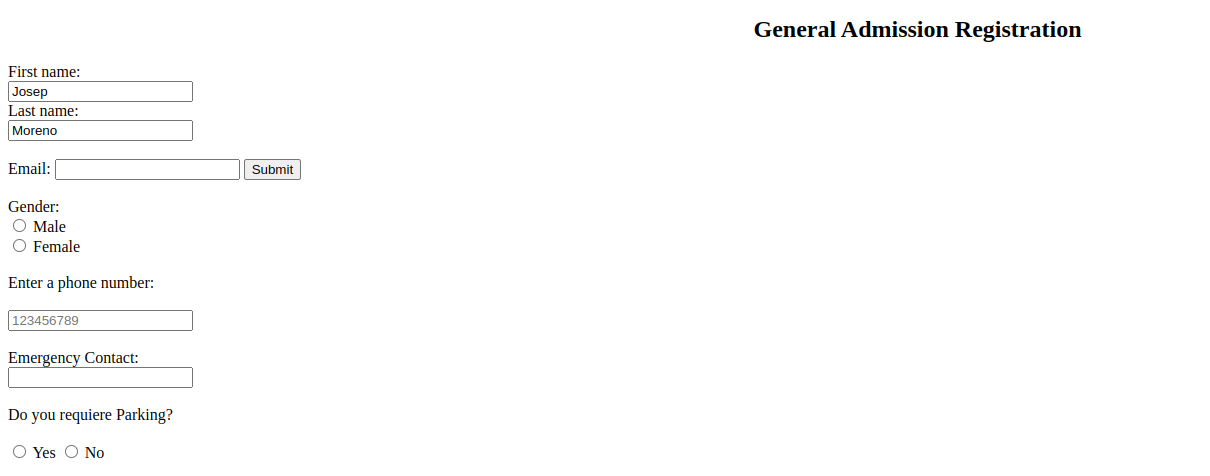 General Admission Registration
First name:
Josep
Last name:
Moreno
Email: Submit
Gender:
Male
Female
Enter a phone number:
123456789
Emergency Contact:
Do you requiere Parking?
Yes No